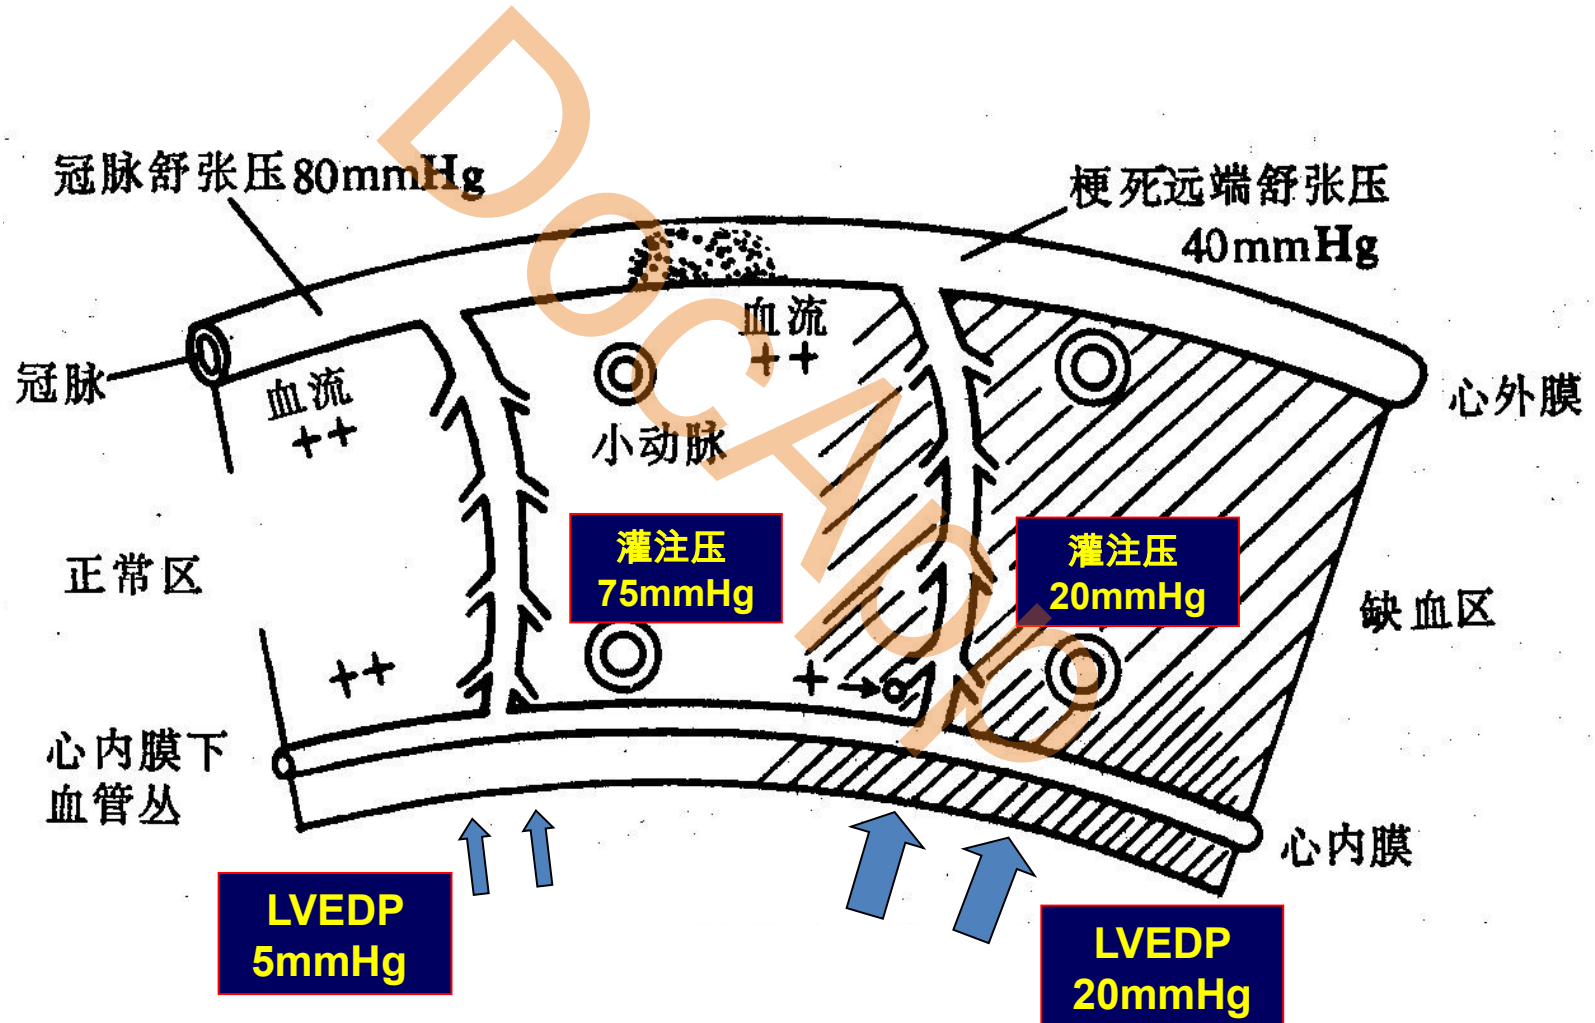 冠脉舒张压80mmHg
梗死远端舒张压
40mmHg
冠脉
血流
++
血流
++
小动脉
心外膜
灌注压
75mmHg
灌注压
20mmHg
正常区
缺血区
++
+→o
心内膜下
血管丛
心内膜
LVEDP
5mmHg
LVEDP
20mmHg
DocApp